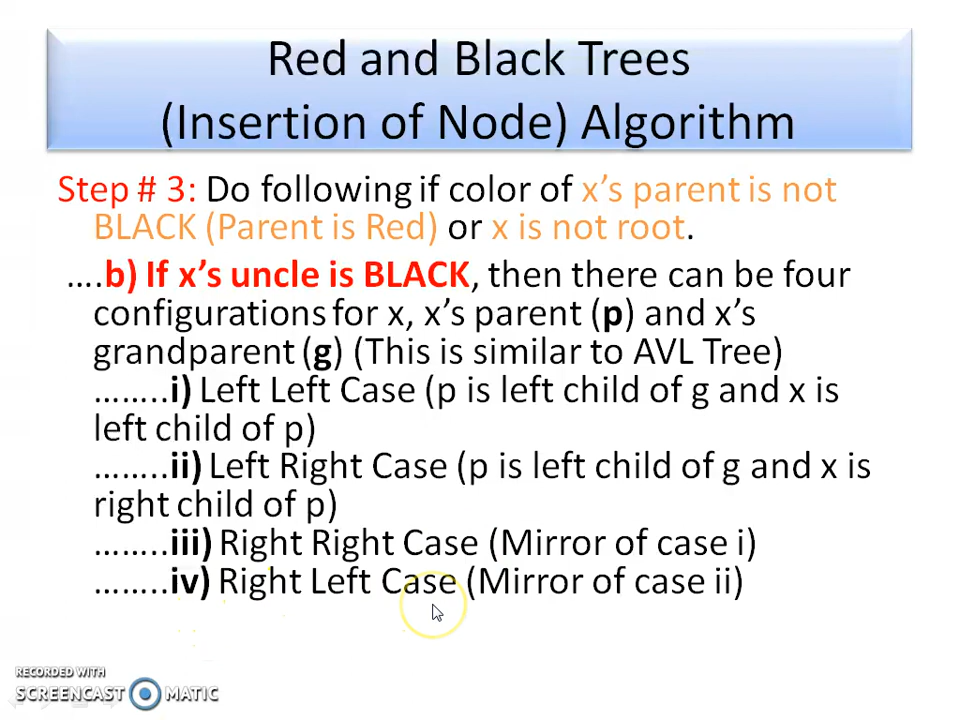 Red and Black Trees
(Insertion of Node) Algorithm
Step # 3: Do following if color of x’s parent is not
BLACK (Parent is Red) or x is not root.
….b) If x’s uncle is BLACK, then there can be four
configurations for x, x’s parent (p) and x’s
grandparent (g) (This is similar to AVL Tree)
……..i) Left Left Case (p is left child of g and x is
left child of p)
……..ii) Left Right Case (p is left child of g and x is
right child of p)
……..iii) Right Right Case (Mirror of case i)
……..iv) Right Left Case (Mirror of case ii)
RECORDED WITH
SCREENCAST MATIC